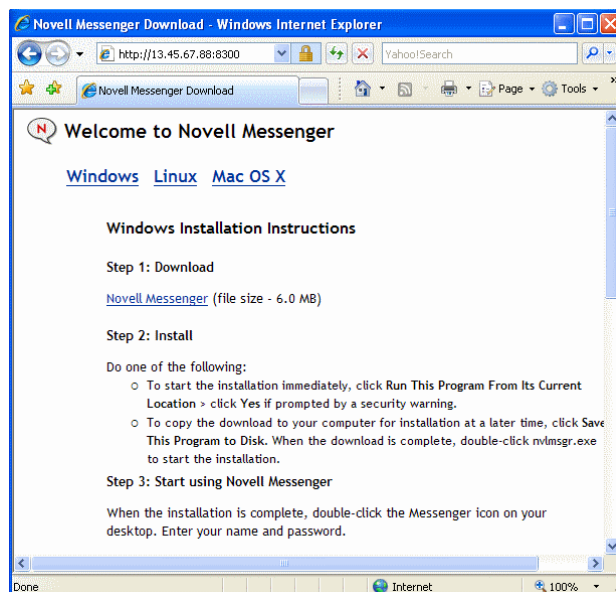 Novell Messenger Download - Windows Internet Explorer
http://13.45.67.88:8300 Yahoo! Search
Novell Messenger Download Page Tools »
N Welcome to Novell Messenger
Windows Linux Mac OS X
Windows Installation Instructions
Step 1: Download
Novell Messenger (file size - 6.0 MB)
Step 2: Install
Do one of the following:
To start the installation immediately, click Run This Program From Its Current
Location > click Yes if prompted by a security warning.
To copy the download to your computer for installation at a later time, click Save
This Program to Disk. When the download is complete, double-click nvlmsgr.exe
to start the installation.
Step 3: Start using Novell Messenger
When the installation is complete, double-click the Messenger icon on your
desktop. Enter your name and password.
Done Internet 100%